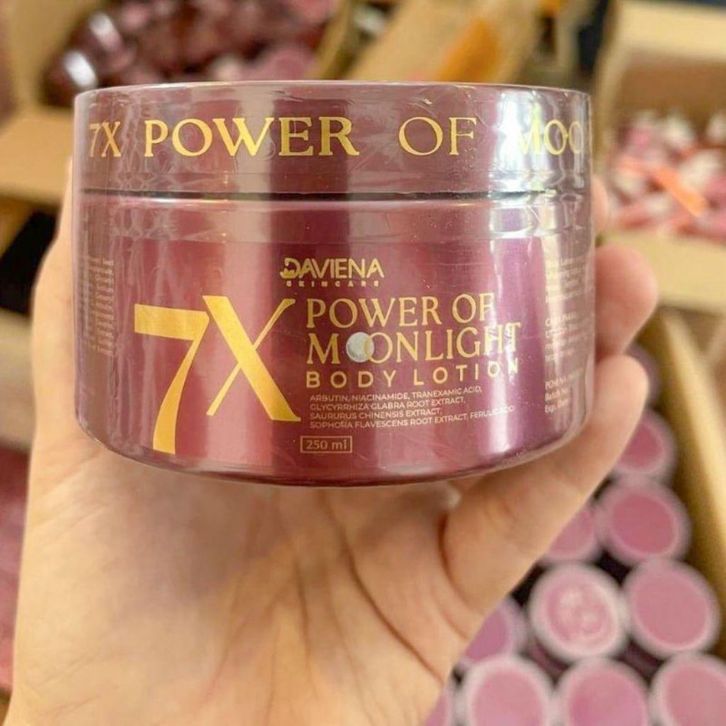 7X POWER OF MOO
DAVIENA
SKINCARE
7X POWER OF
MOONLIGHT
BODY LOTION
ARBUTIN, NIACINAMIDE, TRANEXAMIC ACID,
GLYCYRRHIZA GLABRA ROOT EXTRACT,
SAURURUS CHINENSIS EXTRACT,
SOPHORA FLAVESCENS ROOT EXTRACT, FERULIC ACID
250 ml